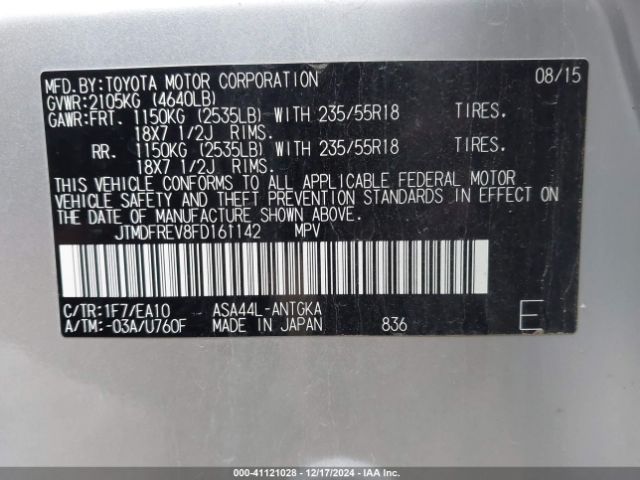 MFD.BY:TOYOTA MOTOR CORPORATION 08/15
GVWR:2105KG (4640LB)
GAWR:FRT. 1150KG (2535LB) WITH 235/55R18 TIRES.
18X7 1/2J RIMS.
RR. 1150KG (2535LB) WITH 235/55R18 TIRES.
18X7 1/2J RIMS.
THIS VEHICLE CONFORMS TO ALL APPLICABLE FEDERAL MOTOR
VEHICLE SAFETY AND THEFT PREVENTION STANDARDS IN EFFECT ON
THE DATE OF MANUFACTURE SHOWN ABOVE.
JTMDFREV8FD161142 MPV
C/TR:1F7/EA10 ASA44L-ANTGKA
A/TM:-03A/U760F MADE IN JAPAN 836 E
000-41121028 - 12/17/2024 - IAAI.COM